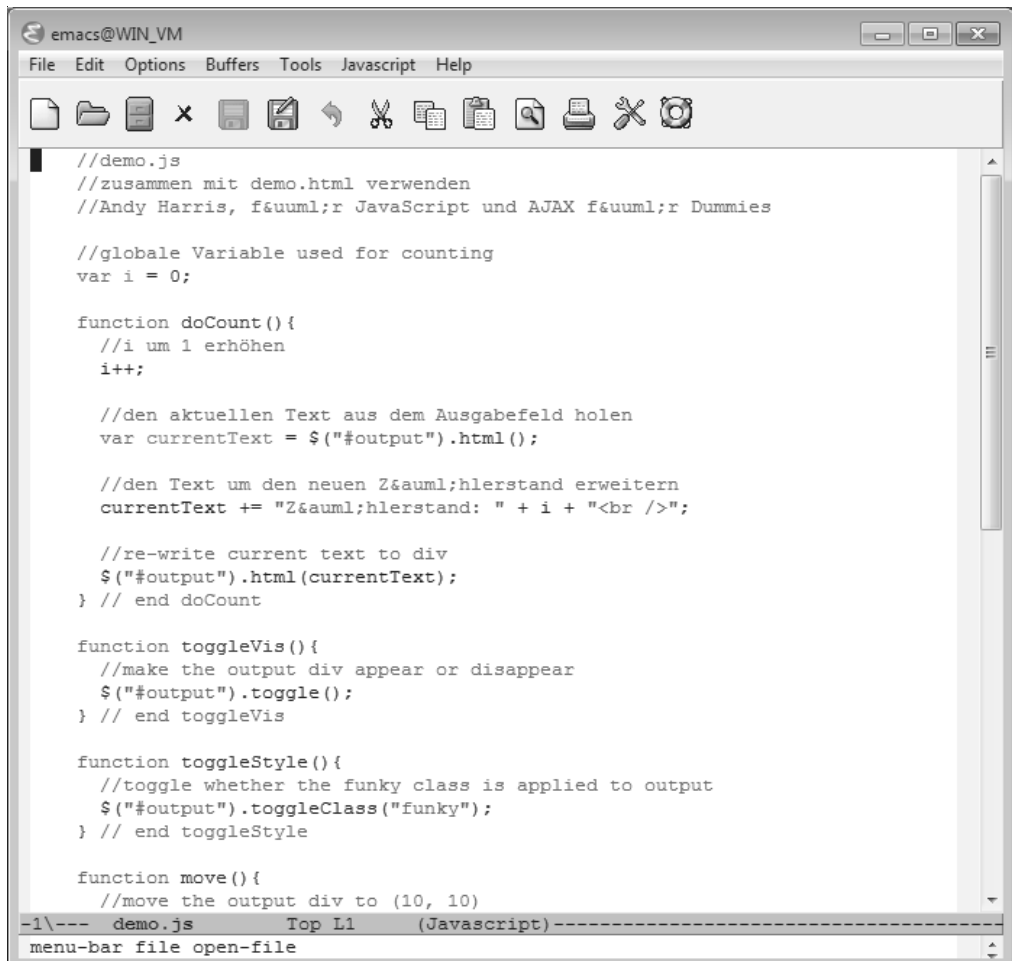 emacs@WIN_VM
File Edit Options Buffers Tools Javascript Help
//demo.js
//zusammen mit demo.html verwenden
//Andy Harris, f&uuml;r JavaScript und AJAX f&uuml;r Dummies
//globale Variable used for counting
var i = 0;
function doCount(){
//i um 1 erhöhen
i++;
//den aktuellen Text aus dem Ausgabefeld holen
var currentText = $("#output").html();
//den Text um den neuen Z&auml;hlerstand erweitern
currentText += "Z&auml;hlerstand: " + i + "<br />";
//re-write current text to div
$("#output").html(currentText);
} // end doCount
function toggleVis(){
//make the output div appear or disappear
$("#output").toggle();
} // end toggleVis
function toggleStyle(){
//toggle whether the funky class is applied to output
$("#output").toggleClass("funky");
} // end toggleStyle
function move(){
//move the output div to (10, 10)
-1\--- demo.js Top L1 (Javascript)---------------------------------------
menu-bar file open-file